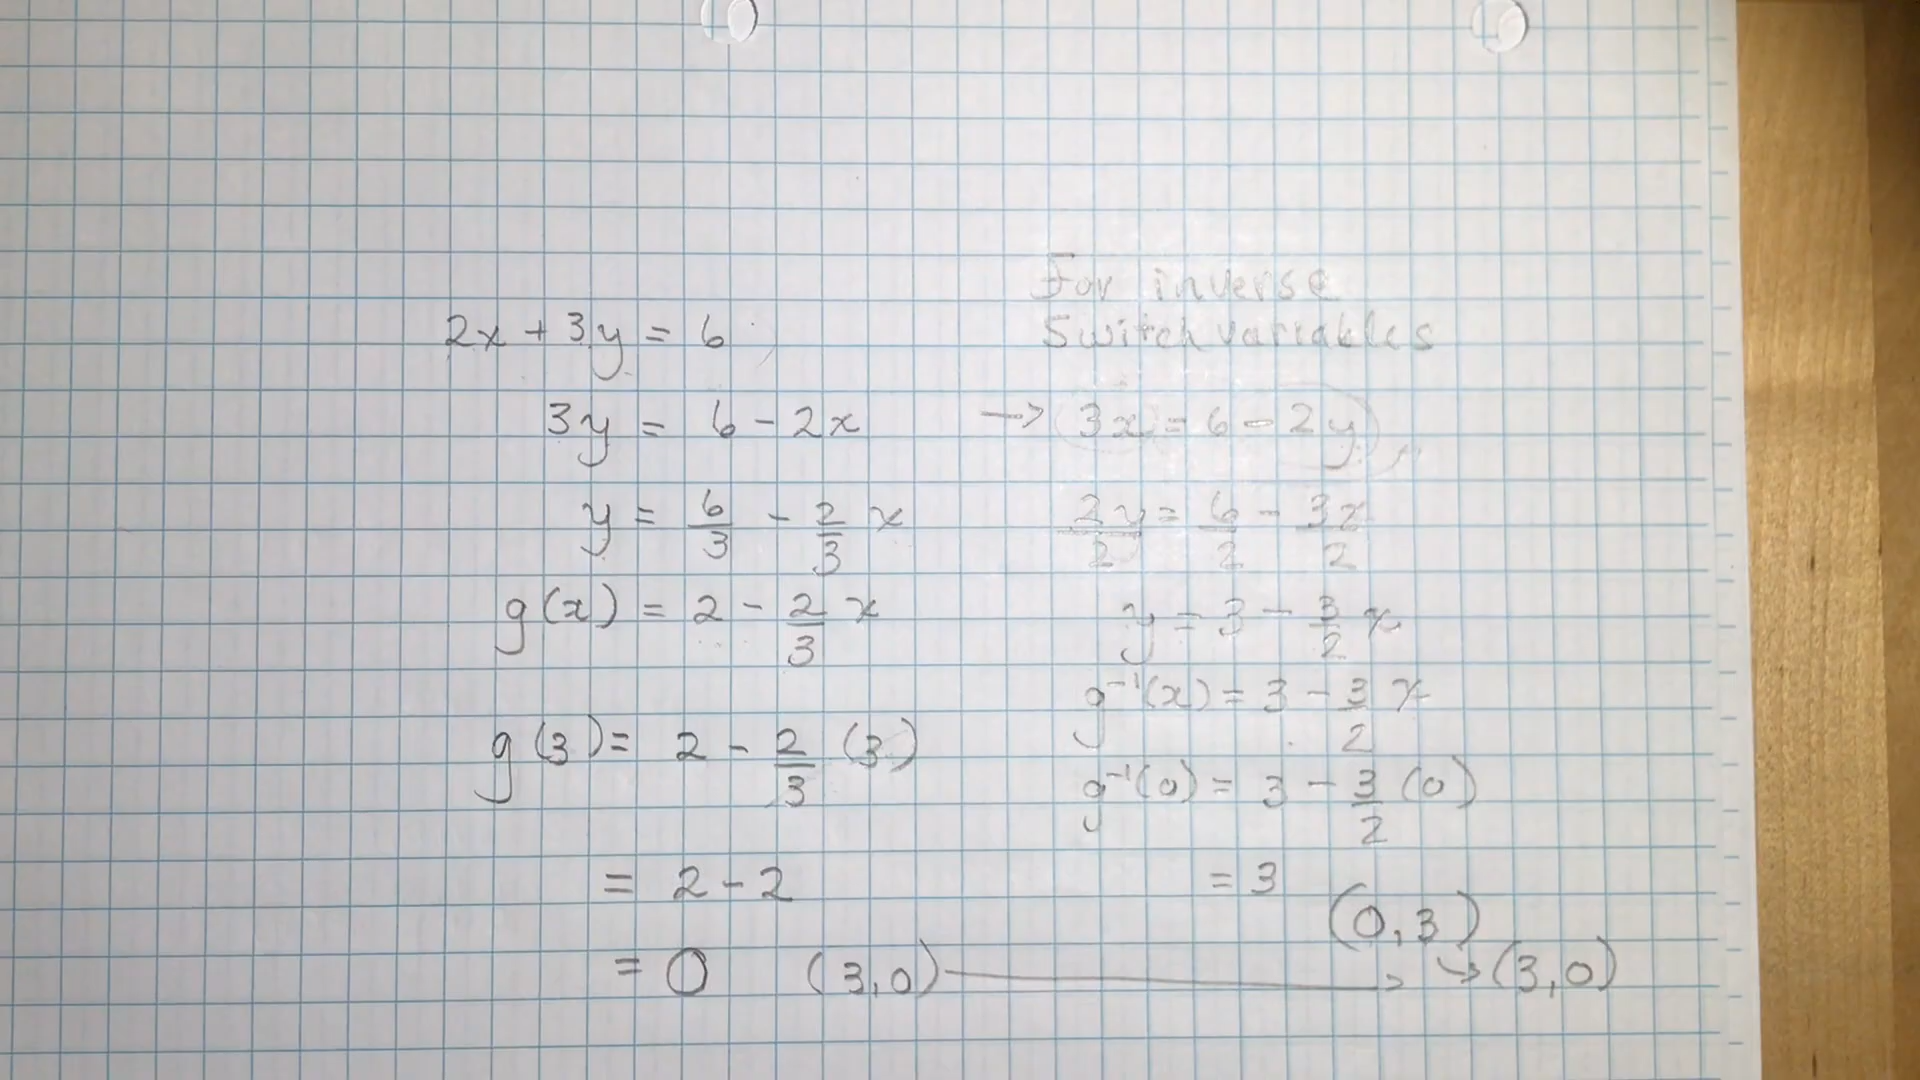 2x + 3y = 6
3y = 6 - 2x
y = 6/3 - 2/3 x
g(x) = 2 - 2/3 x
g(3) = 2 - 2/3 (3)
= 2 - 2
= 0 (3,0)
For inverse
Switch variables
→ 3x = 6 - 2y
2y/2 = 6/2 - 3x/2
y = 3 - 3/2 x
g⁻¹(x) = 3 - 3/2 x
g⁻¹(0) = 3 - 3/2 (0)
= 3
(0,3)
→ (3,0)